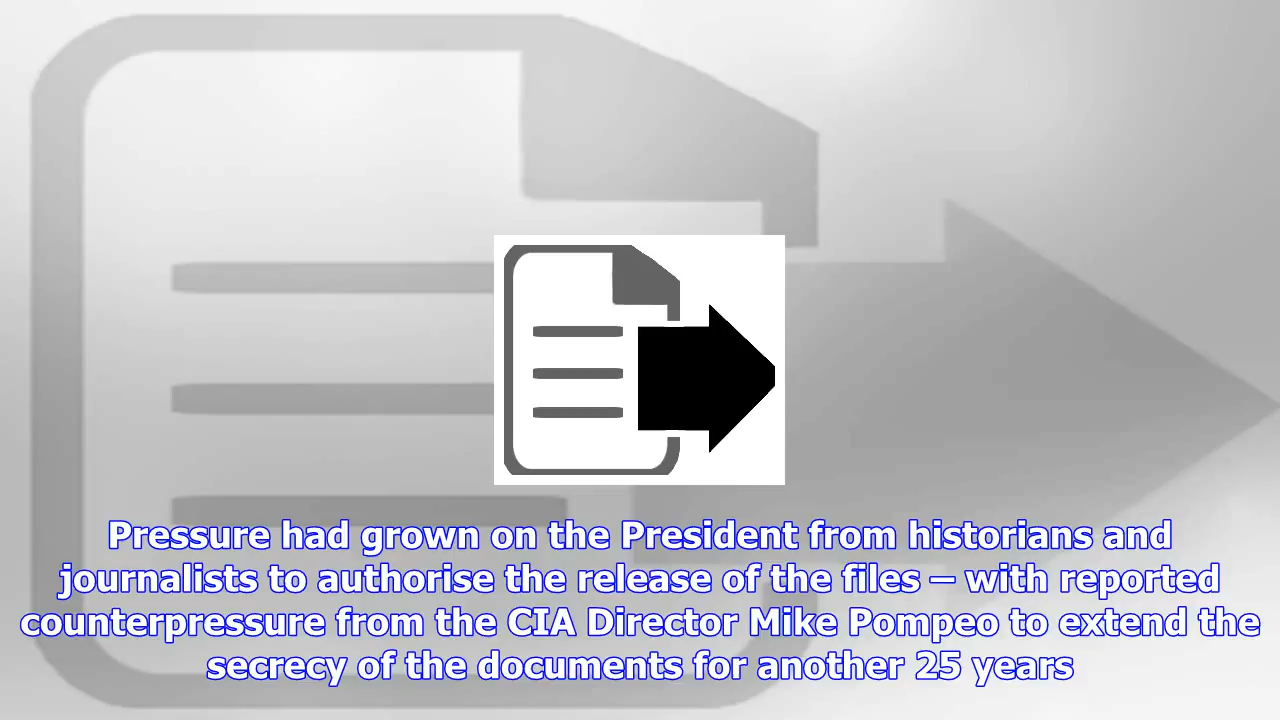 Pressure had grown on the President from historians and
journalists to authorise the release of the files – with reported
counterpressure from the CIA Director Mike Pompeo to extend the
secrecy of the documents for another 25 years